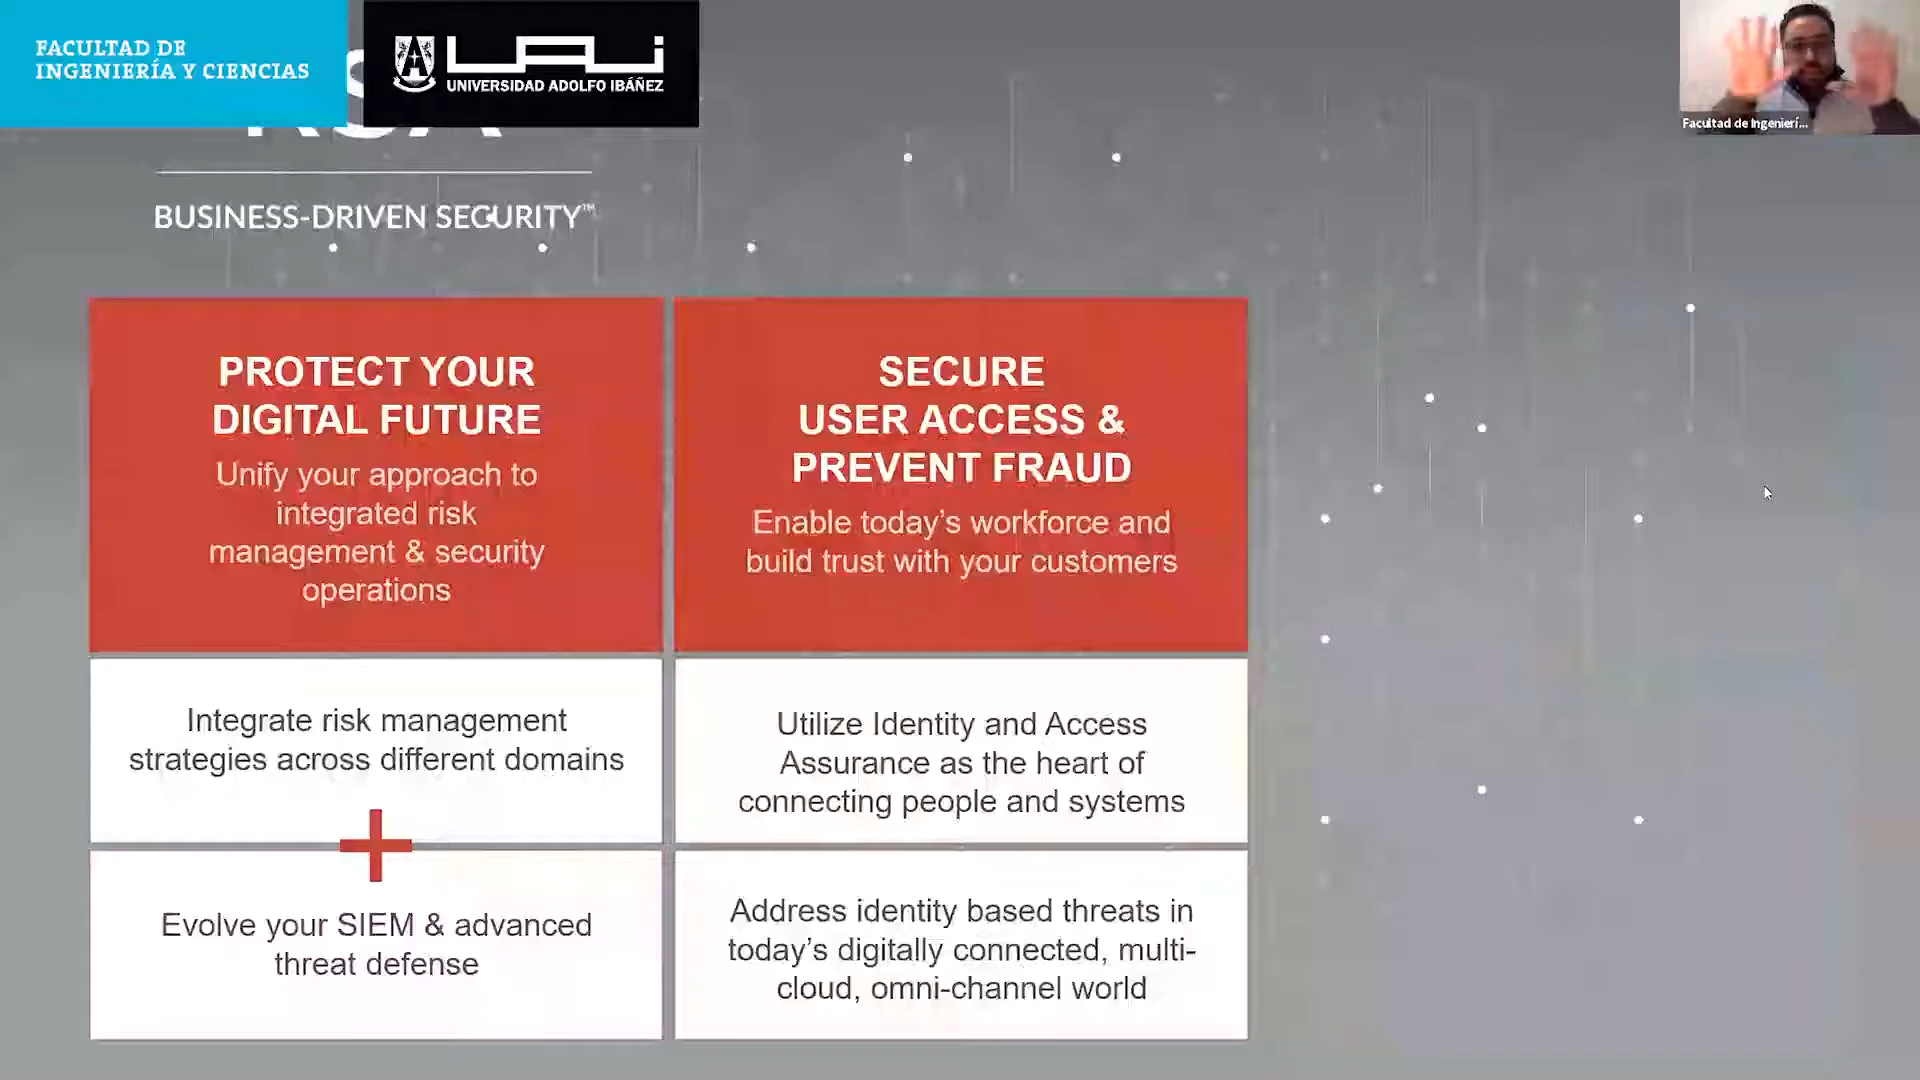 FACULTAD DE
INGENIERÍA Y CIENCIAS
UAI
UNIVERSIDAD ADOLFO IBÁÑEZ
Facultad de Ingenierí...
RSA
BUSINESS-DRIVEN SECURITY™
PROTECT YOUR
DIGITAL FUTURE
Unify your approach to
integrated risk
management & security
operations
Integrate risk management
strategies across different domains
Evolve your SIEM & advanced
threat defense
SECURE
USER ACCESS &
PREVENT FRAUD
Enable today’s workforce and
build trust with your customers
Utilize Identity and Access
Assurance as the heart of
connecting people and systems
Address identity based threats in
today’s digitally connected, multi-
cloud, omni-channel world